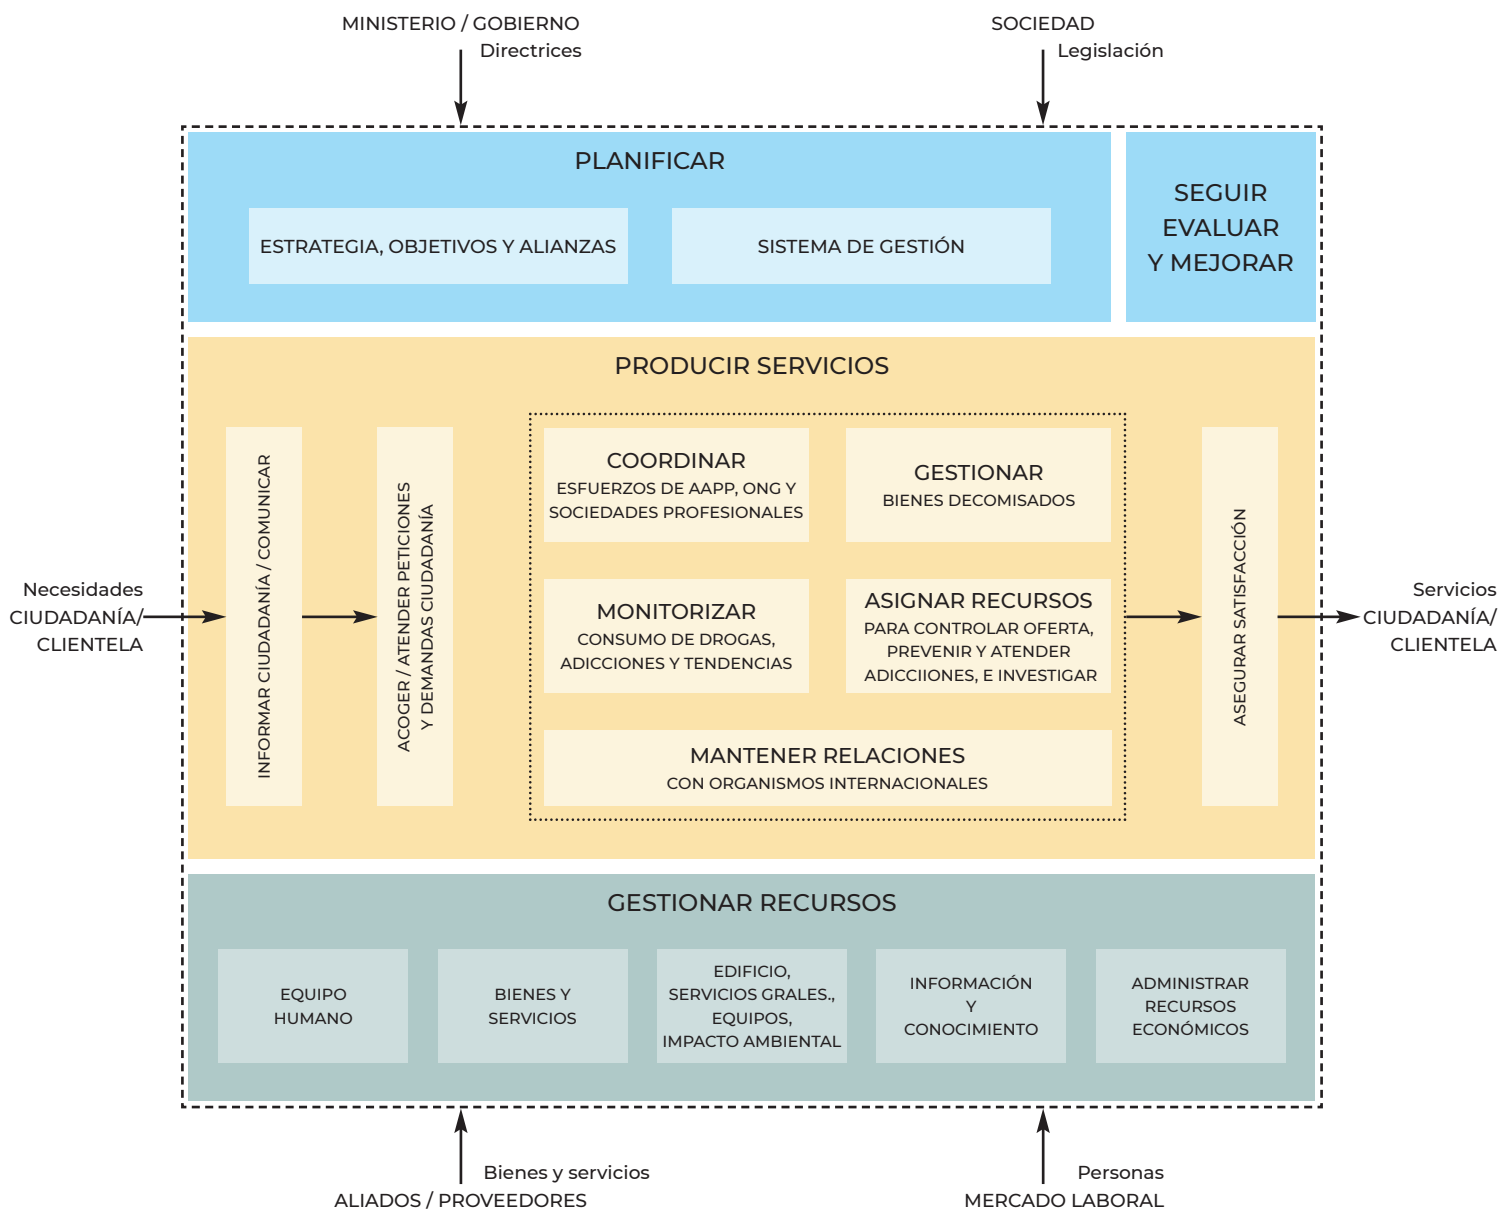 MINISTERIO / GOBIERNO
Directrices
SOCIEDAD
Legislación
PLANIFICAR
ESTRATEGIA, OBJETIVOS Y ALIANZAS
SISTEMA DE GESTIÓN
SEGUIR
EVALUAR
Y MEJORAR
PRODUCIR SERVICIOS
Necesidades
CIUDADANÍA/
CLIENTELA
INFORMAR CIUDADANÍA / COMUNICAR
ACOGER / ATENDER PETICIONES
Y DEMANDAS CIUDADANÍA
COORDINAR
ESFUERZOS DE AAPP, ONG Y
SOCIEDADES PROFESIONALES
GESTIONAR
BIENES DECOMISADOS
MONITORIZAR
CONSUMO DE DROGAS,
ADICCIONES Y TENDENCIAS
ASIGNAR RECURSOS
PARA CONTROLAR OFERTA,
PREVENIR Y ATENDER
ADICCIIONES, E INVESTIGAR
MANTENER RELACIONES
CON ORGANISMOS INTERNACIONALES
ASEGURAR SATISFACCIÓN
Servicios
CIUDADANÍA/
CLIENTELA
GESTIONAR RECURSOS
EQUIPO
HUMANO
BIENES Y
SERVICIOS
EDIFICIO,
SERVICIOS GRALES.,
EQUIPOS,
IMPACTO AMBIENTAL
INFORMACIÓN
Y
CONOCIMIENTO
ADMINISTRAR
RECURSOS
ECONÓMICOS
Bienes y servicios
ALIADOS / PROVEEDORES
Personas
MERCADO LABORAL